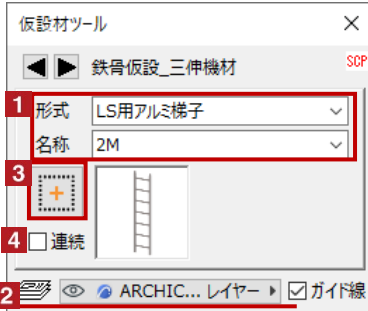 仮設材ツール
鉄骨仮設_三伸機材
SCP
1 形式 LS用アルミ梯子
名称 2M
3
4 連続
2 ARCHIC... レイヤー ガイド線